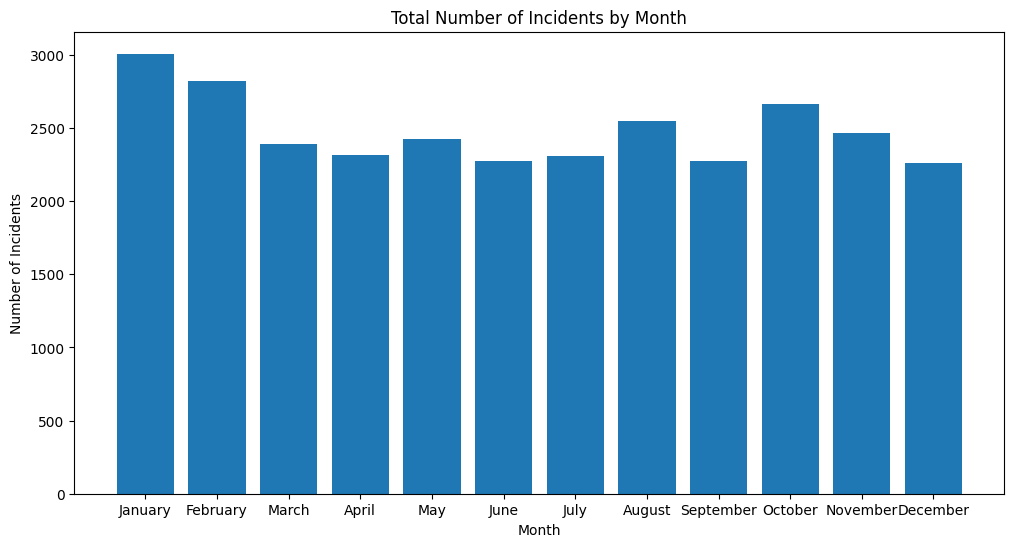 Total Number of Incidents by Month
Number of Incidents
3000
2500
2000
1500
1000
500
0
January February March April May June July August September October November December
Month